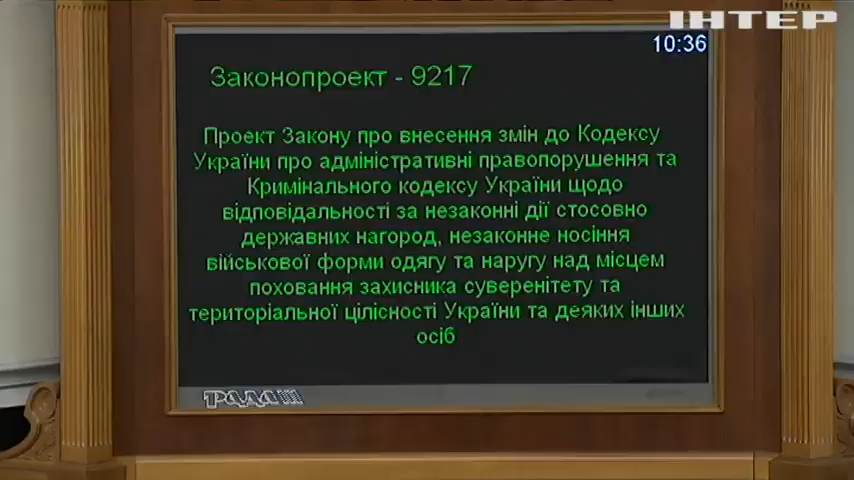 ІНТЕР
10:36
Законопроект - 9217
Проект Закону про внесення змін до Кодексу
України про адміністративні правопорушення та
Кримінального кодексу України щодо
відповідальності за незаконні дії стосовно
державних нагород, незаконне носіння
військової форми одягу та наругу над місцем
поховання захисника суверенітету та
територіальної цілісності України та деяких інших
осіб
РАДА